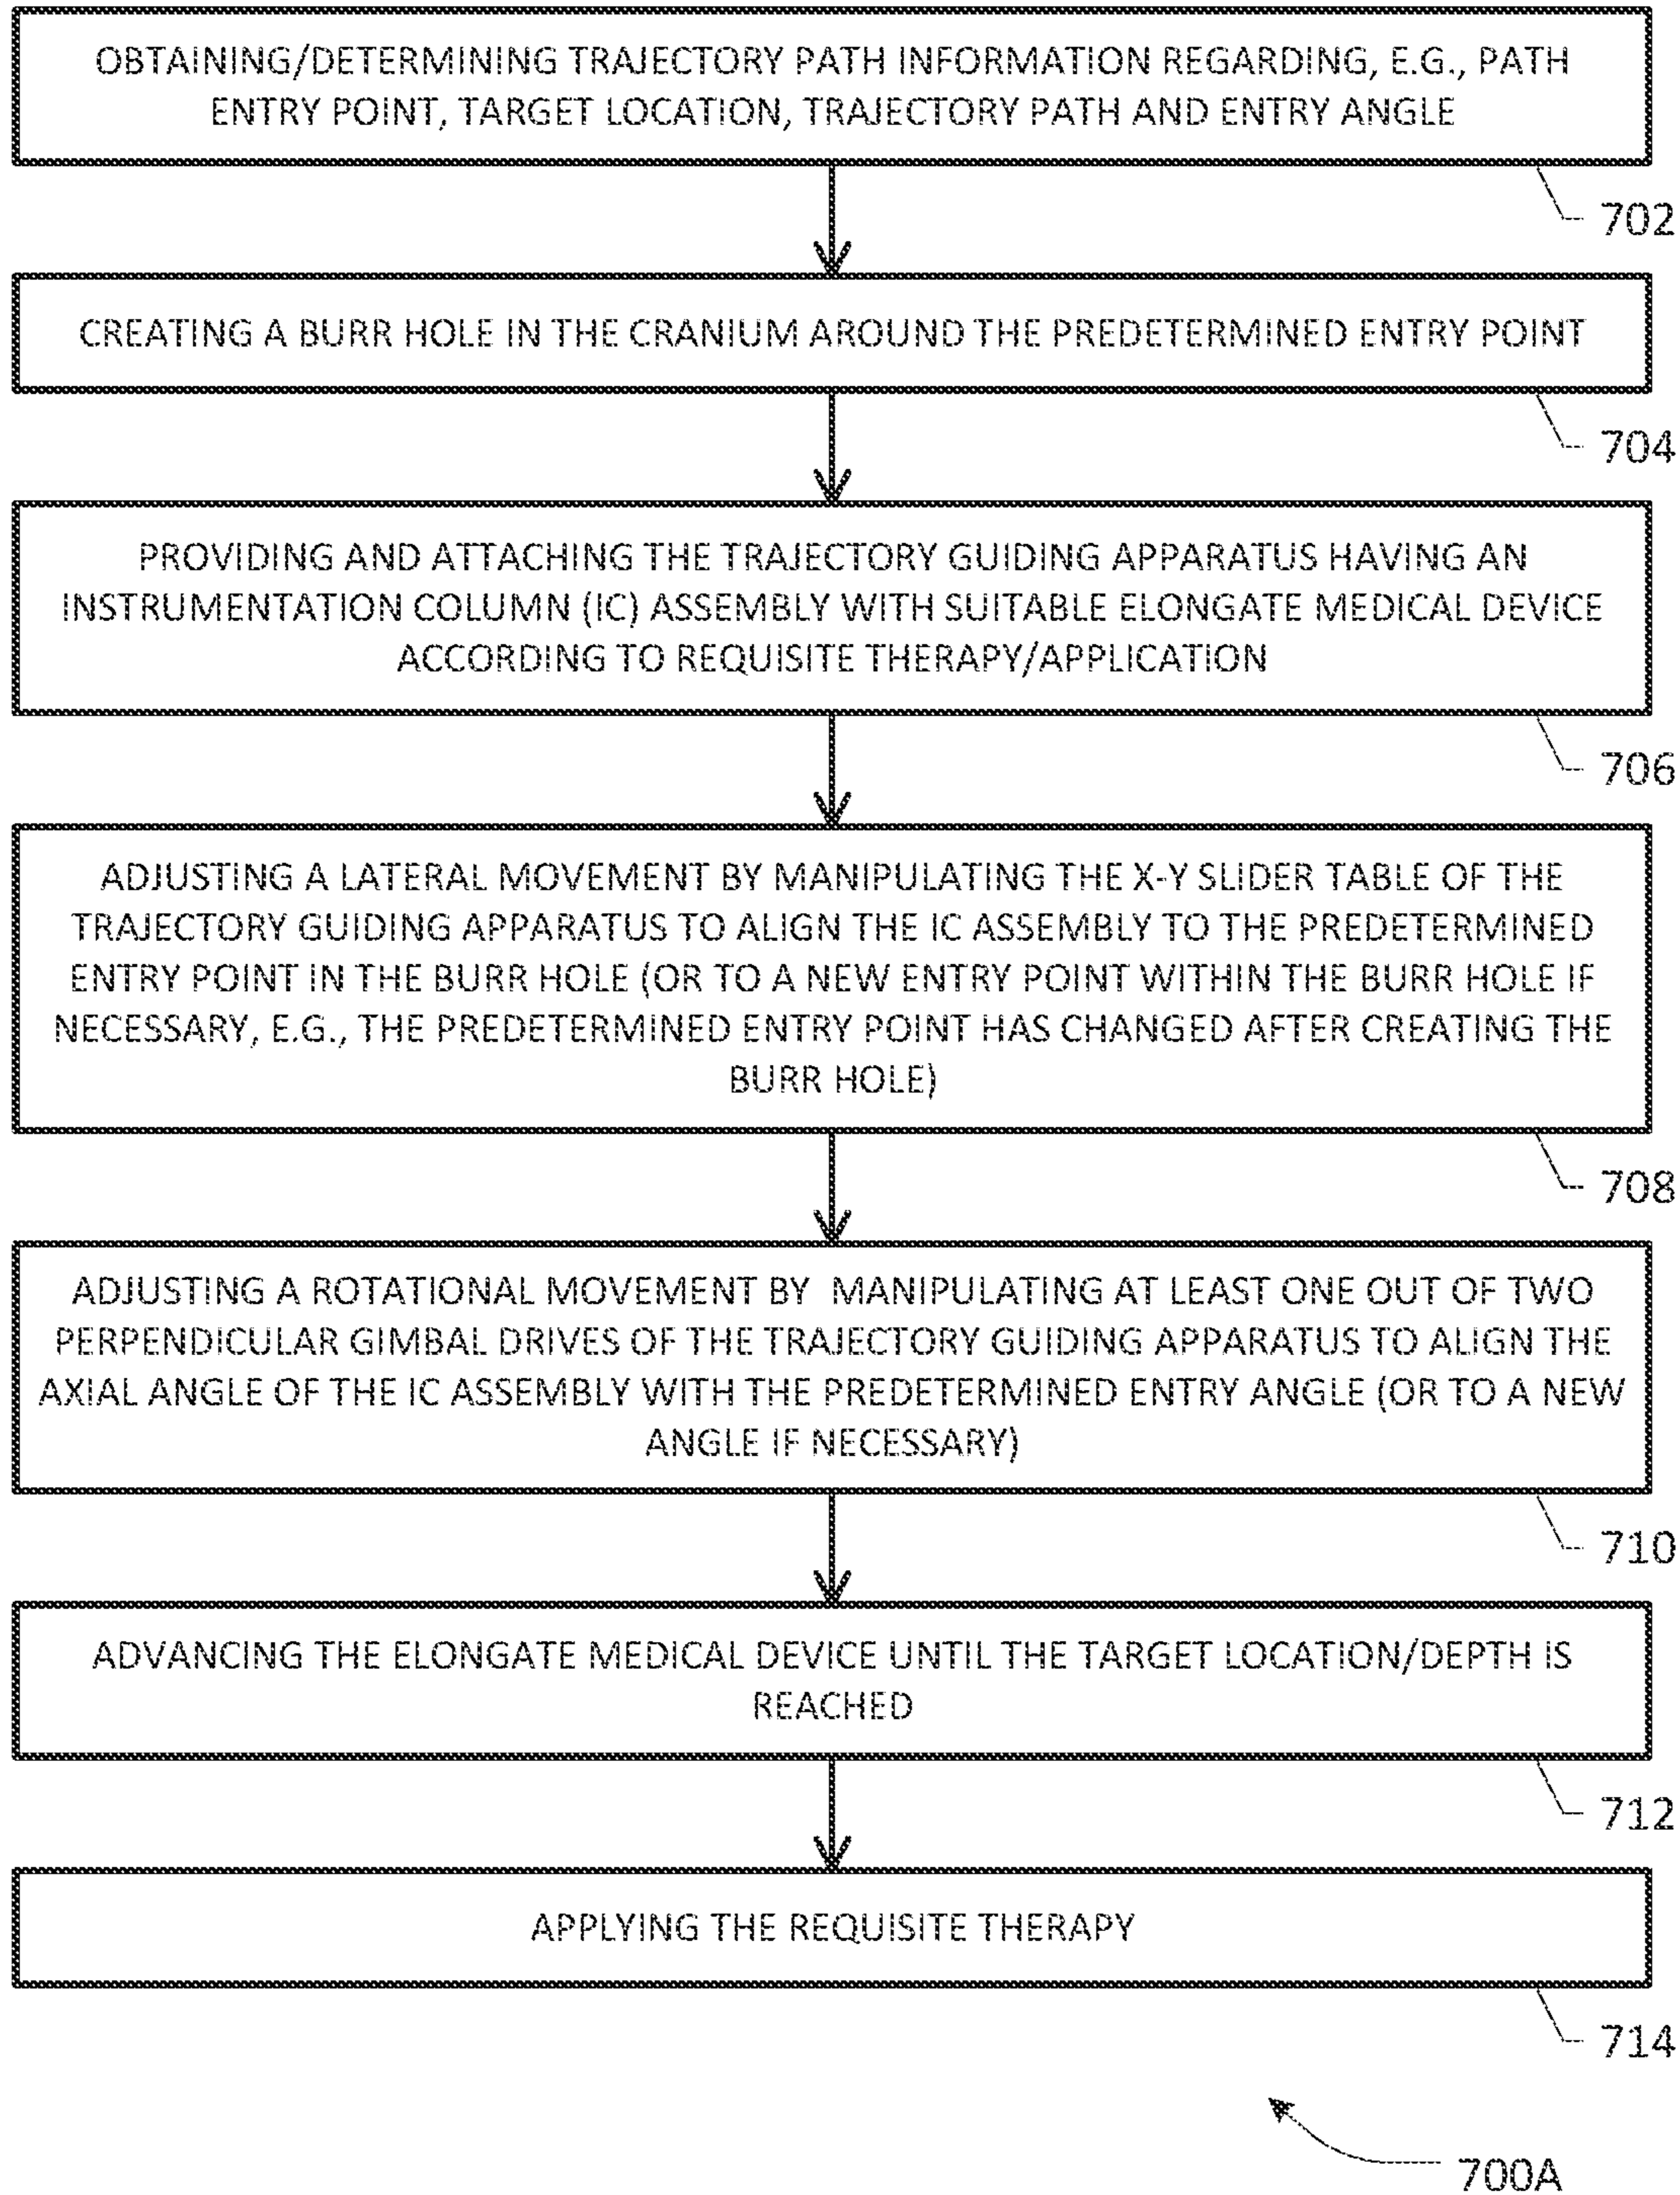 OBTAINING/DETERMINING TRAJECTORY PATH INFORMATION REGARDING, E.G., PATH
ENTRY POINT, TARGET LOCATION, TRAJECTORY PATH AND ENTRY ANGLE
702
CREATING A BURR HOLE IN THE CRANIUM AROUND THE PREDETERMINED ENTRY POINT
704
PROVIDING AND ATTACHING THE TRAJECTORY GUIDING APPARATUS HAVING AN
INSTRUMENTATION COLUMN (IC) ASSEMBLY WITH SUITABLE ELONGATE MEDICAL DEVICE
ACCORDING TO REQUISITE THERAPY/APPLICATION
706
ADJUSTING A LATERAL MOVEMENT BY MANIPULATING THE X-Y SLIDER TABLE OF THE
TRAJECTORY GUIDING APPARATUS TO ALIGN THE IC ASSEMBLY TO THE PREDETERMINED
ENTRY POINT IN THE BURR HOLE (OR TO A NEW ENTRY POINT WITHIN THE BURR HOLE IF
NECESSARY, E.G., THE PREDETERMINED ENTRY POINT HAS CHANGED AFTER CREATING THE
BURR HOLE)
708
ADJUSTING A ROTATIONAL MOVEMENT BY MANIPULATING AT LEAST ONE OUT OF TWO
PERPENDICULAR GIMBAL DRIVES OF THE TRAJECTORY GUIDING APPARATUS TO ALIGN THE
AXIAL ANGLE OF THE IC ASSEMBLY WITH THE PREDETERMINED ENTRY ANGLE (OR TO A NEW
ANGLE IF NECESSARY)
710
ADVANCING THE ELONGATE MEDICAL DEVICE UNTIL THE TARGET LOCATION/DEPTH IS
REACHED
712
APPLYING THE REQUISITE THERAPY
714
700A